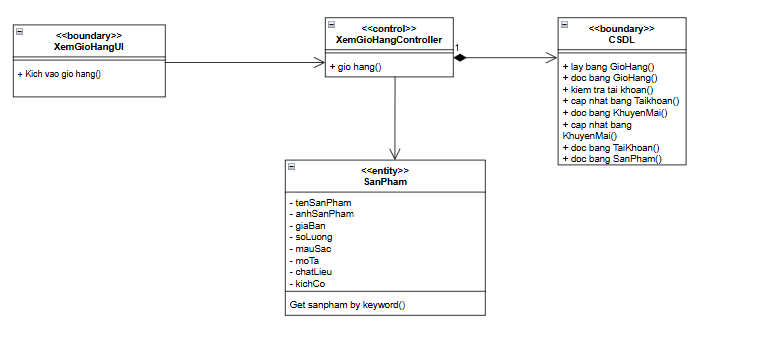 <<boundary>>
XemGioHangUI
+ Kich vao gio hang()
<<control>>
XemGioHangController
+ gio hang()
1
<<boundary>>
CSDL
+ lay bang GioHang()
+ doc bang GioHang()
+ kiem tra tai khoan()
+ cap nhat bang Taikhoan()
+ doc bang KhuyenMai()
+ cap nhat bang
KhuyenMai()
+ doc bang TaiKhoan()
+ doc bang SanPham()
<<entity>>
SanPham
- tenSanPham
- anhSanPham
- giaBan
- soLuong
- mauSac
- moTa
- chatLieu
- kichCo
Get sanpham by keyword()